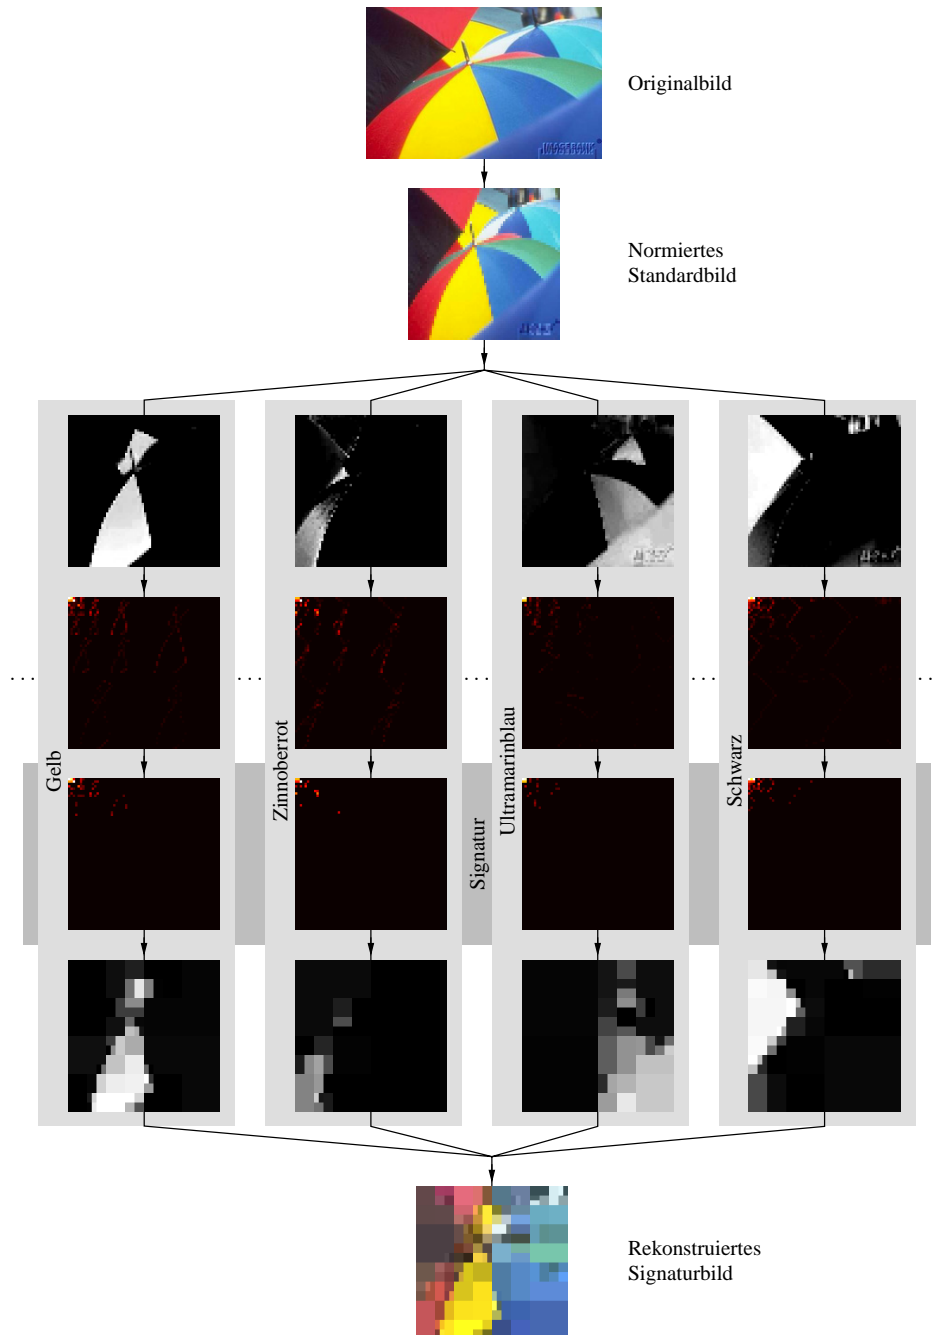 Originalbild
Normiertes
Standardbild
. . .
. . .
. . .
. . .
. .
Gelb
Zinnoberrot
Signatur
Ultramarinblau
Schwarz
Rekonstruiertes
Signaturbild